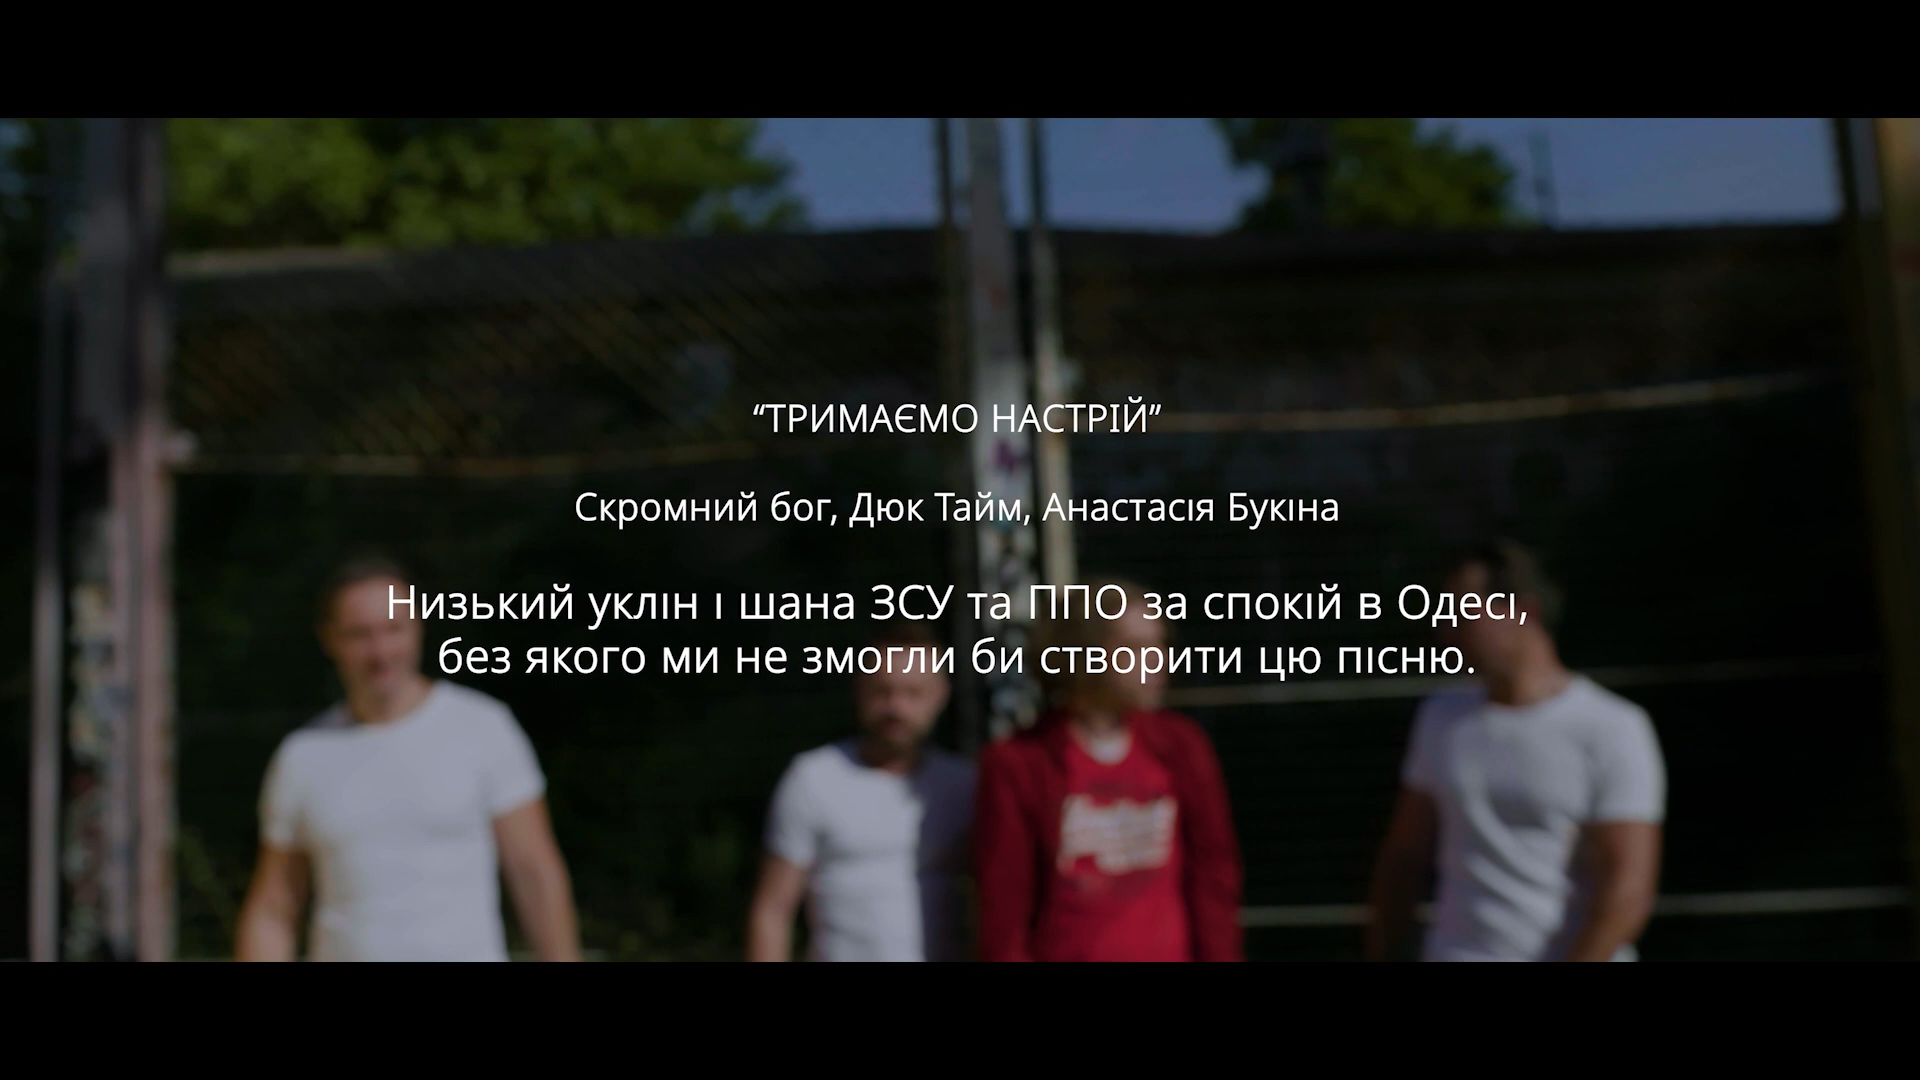 “ТРИМАЄМО НАСТРІЙ”
Скромний бог, Дюк Тайм, Анастасія Букіна
Низький уклін і шана ЗСУ та ППО за спокій в Одесі,
без якого ми не змогли би створити цю пісню.